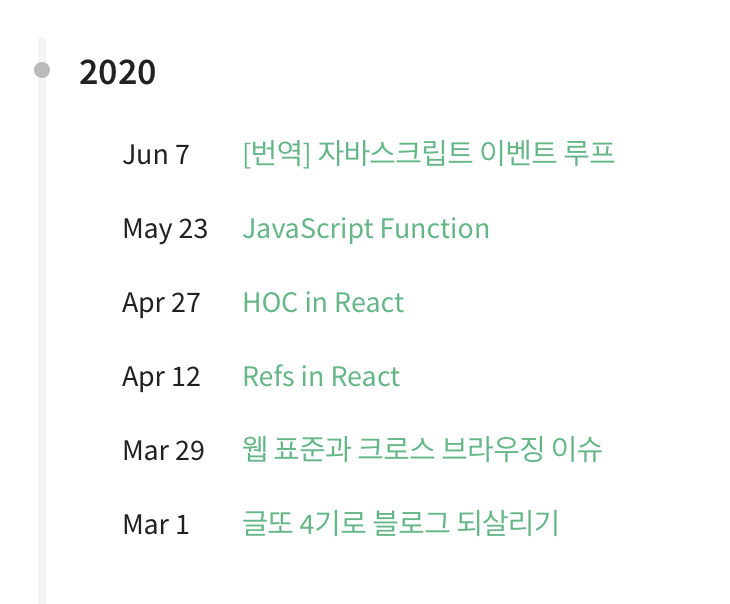 2020
Jun 7 [번역] 자바스크립트 이벤트 루프
May 23 JavaScript Function
Apr 27 HOC in React
Apr 12 Refs in React
Mar 29 웹 표준과 크로스 브라우징 이슈
Mar 1 글또 4기로 블로그 되살리기